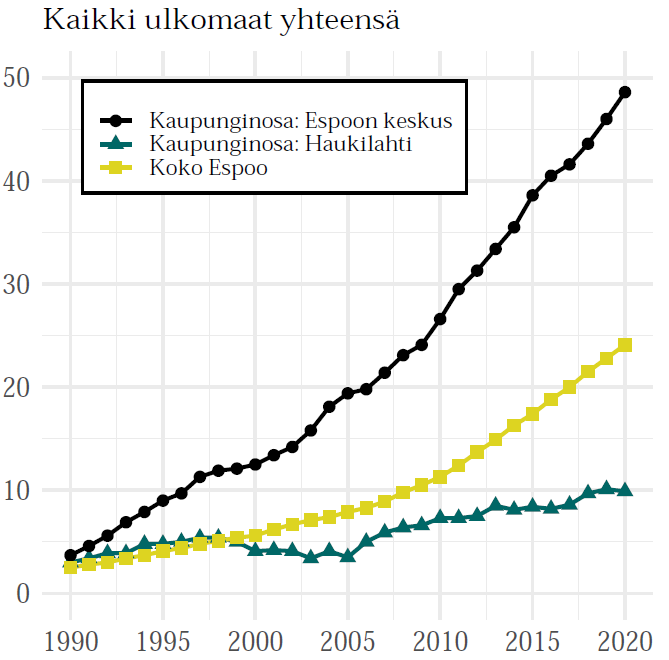 Kaikki ulkomaat yhteensä
50
Kaupunginosa: Espoon keskus
Kaupunginosa: Haukilahti
Koko Espoo
40
30
20
10
0
1990 1995 2000 2005 2010 2015 2020